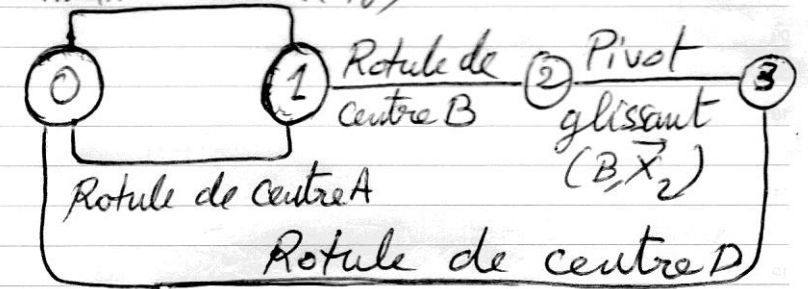 0
1
Rotule de
centre B
2
Pivot
glissant
(B, X⃗₂)
3
Rotule de centre A
Rotule de centre D